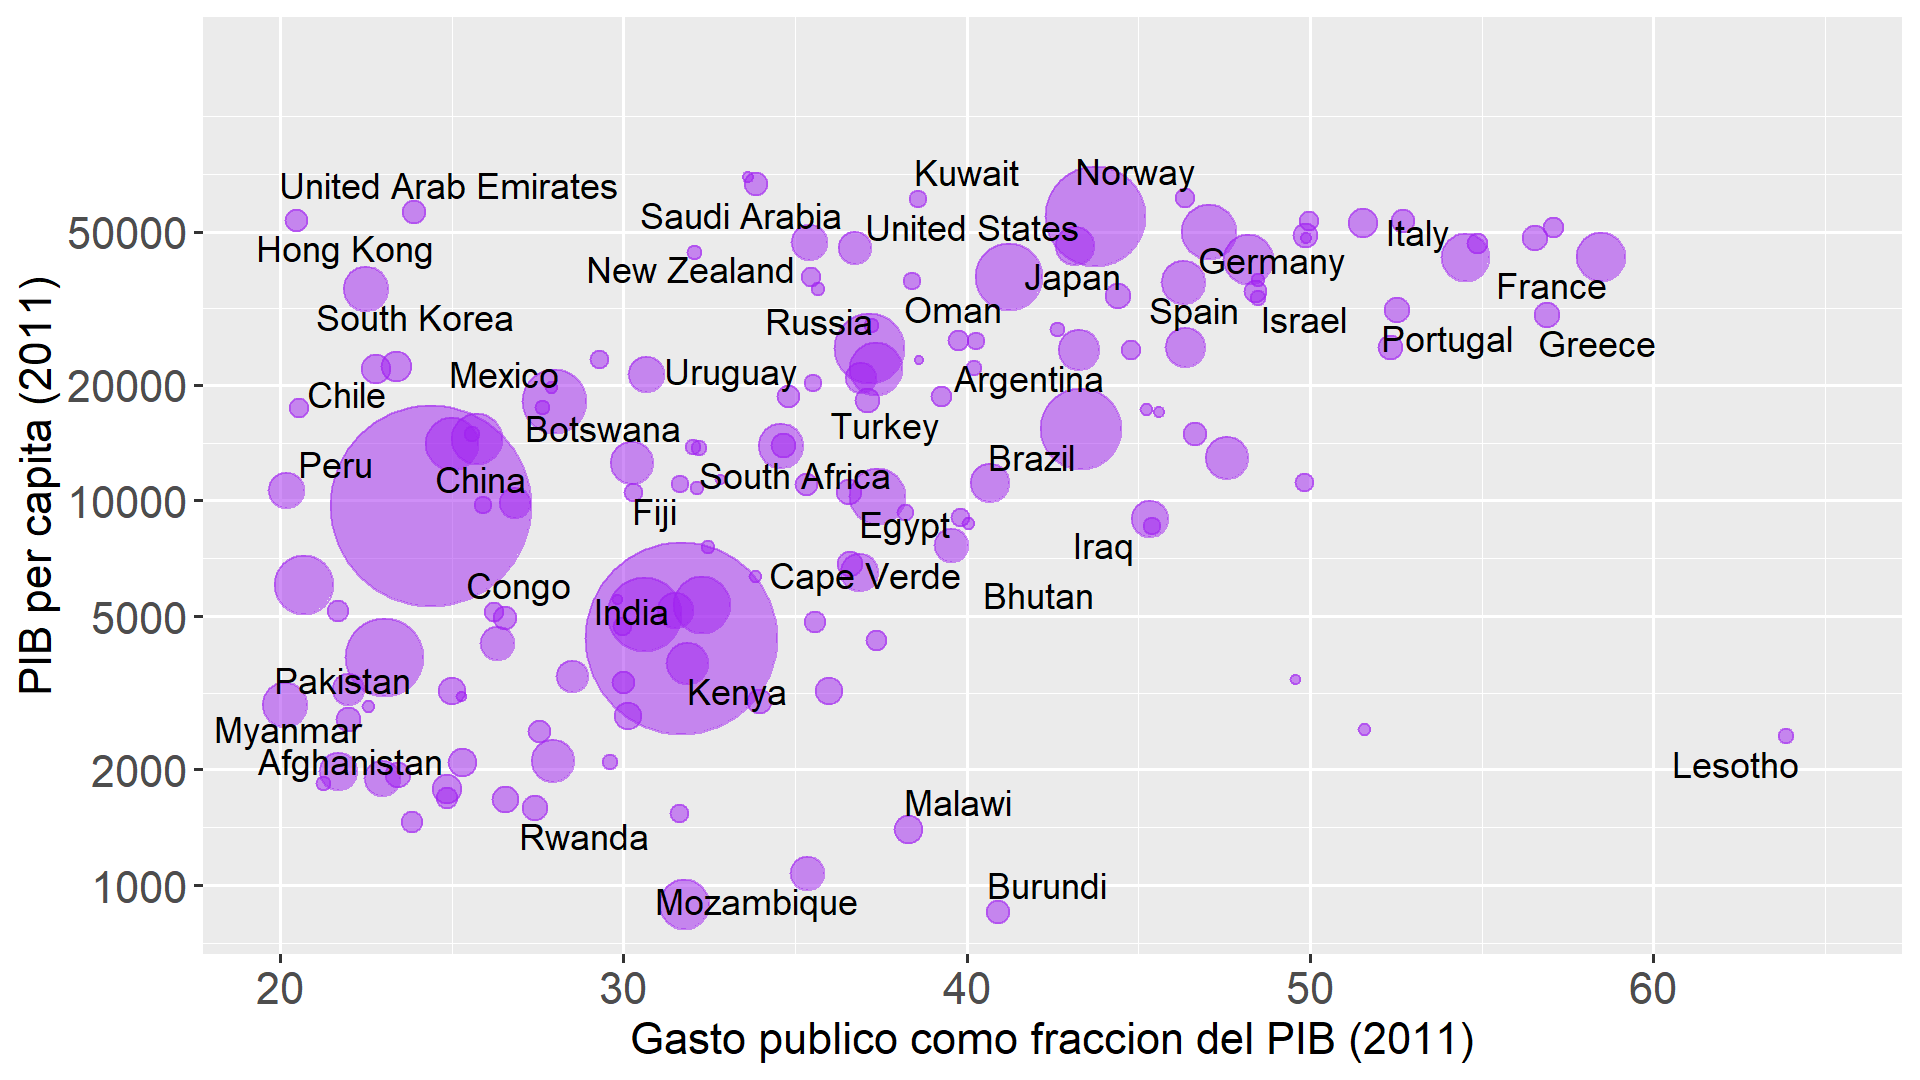 PIB per capita (2011)
50000
20000
10000
5000
2000
1000
Kuwait
Norway
United Arab Emirates
Saudi Arabia
United States
Italy
Hong Kong
New Zealand
Germany
Japan
France
Oman
Spain
South Korea
Russia
Israel
Portugal
Greece
Mexico
Uruguay
Argentina
Chile
Botswana
Turkey
Peru
Brazil
China
South Africa
Fiji
Egypt
Iraq
Congo
Cape Verde
Bhutan
India
Pakistan
Kenya
Myanmar
Afghanistan
Lesotho
Malawi
Rwanda
Burundi
Mozambique
20
30
40
50
60
Gasto publico como fraccion del PIB (2011)